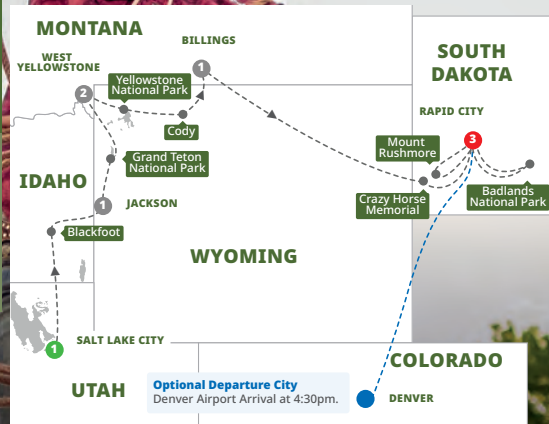 MONTANA
BILLINGS
WEST
YELLOWSTONE
1
2
Yellowstone
National Park
Cody
SOUTH
DAKOTA
RAPID CITY
3
Mount
Rushmore
Grand Teton
National Park
IDAHO
Crazy Horse
Memorial
Badlands
National Park
1
JACKSON
Blackfoot
WYOMING
1
SALT LAKE CITY
UTAH
COLORADO
Optional Departure City
Denver Airport Arrival at 4:30pm.
DENVER